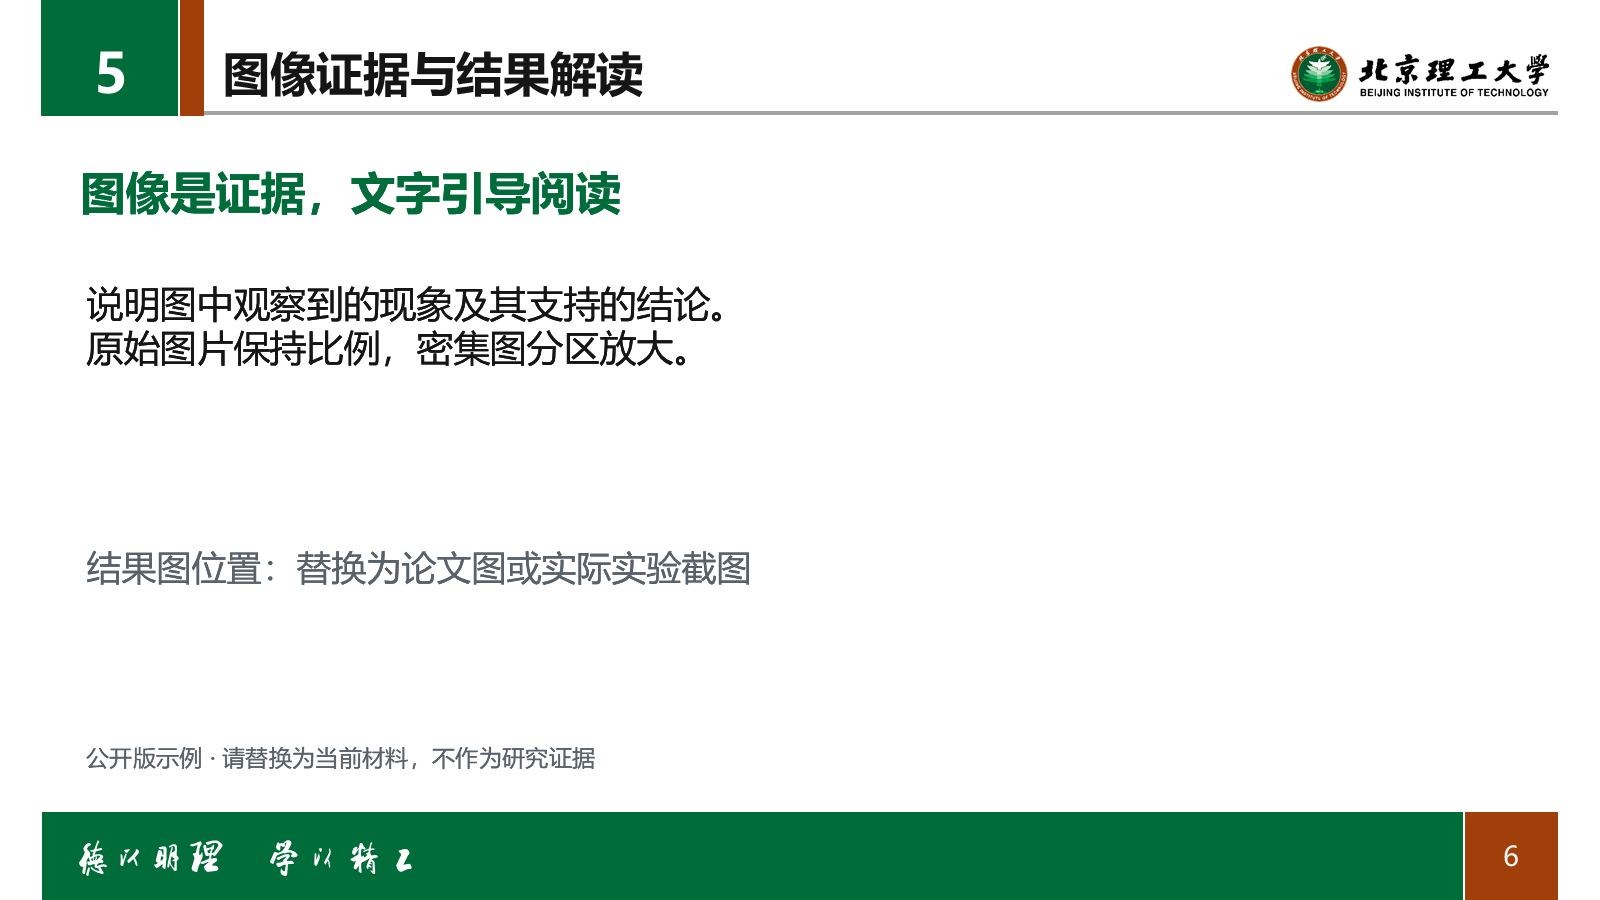 5
图像证据与结果解读
北京理工大学
BEIJING INSTITUTE OF TECHNOLOGY
图像是证据，文字引导阅读
说明图中观察到的现象及其支持的结论。
原始图片保持比例，密集图分区放大。
结果图位置：替换为论文图或实际实验截图
公开版示例 · 请替换为当前材料，不作为研究证据
德以明理 学以精工
6